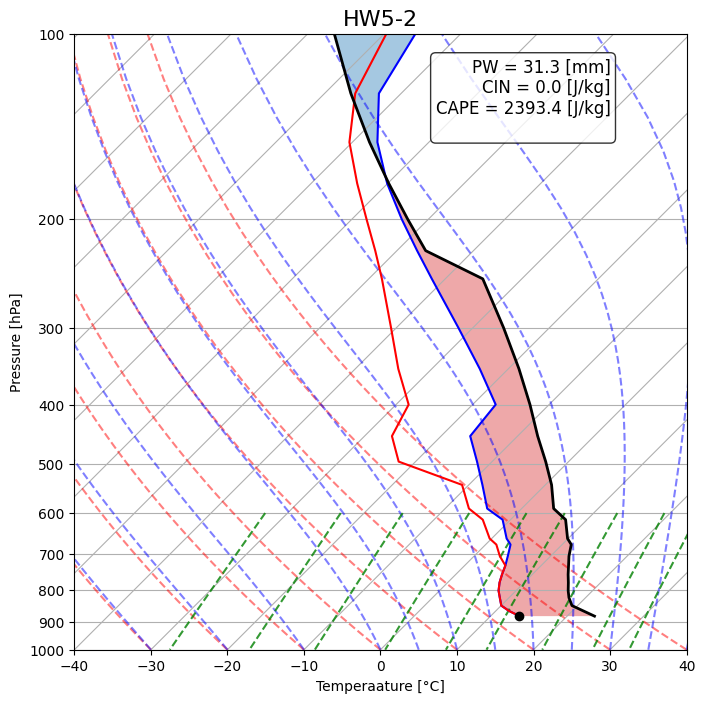 HW5-2
PW = 31.3 [mm]
CIN = 0.0 [J/kg]
CAPE = 2393.4 [J/kg]
Pressure [hPa]
100
200
300
400
500
600
700
800
900
1000
−40 −30 −20 −10 0 10 20 30 40
Temperaature [°C]